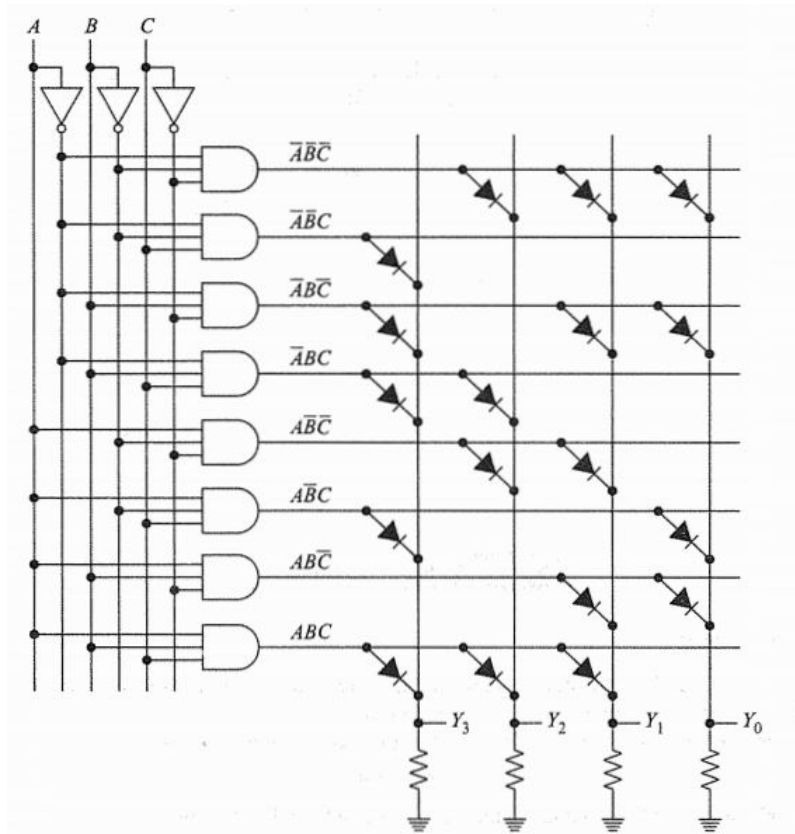 A B C
A̅B̅C̅
A̅B̅C
A̅BC̅
A̅BC
AB̅C̅
AB̅C
ABC̅
ABC
Y₃ Y₂ Y₁ Y₀